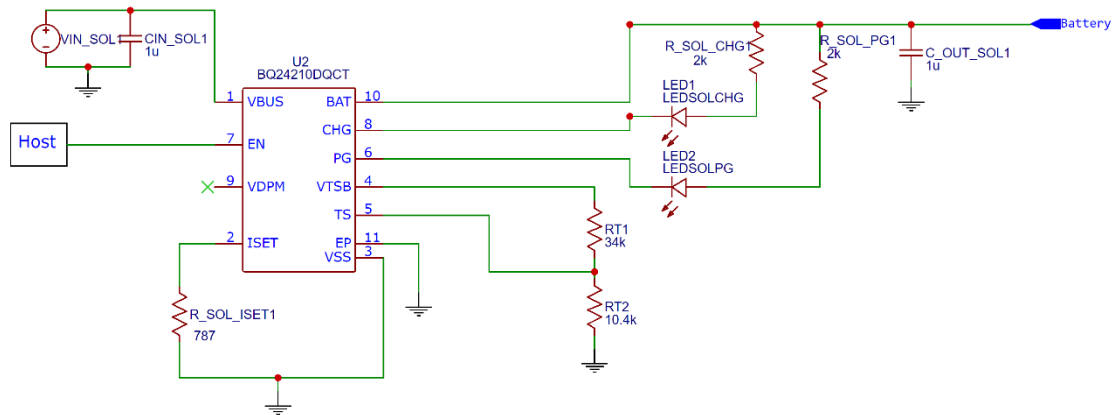 VIN_SOL1
CIN_SOL1
1u
U2
BQ24210DQCT
1 VBUS
BAT 10
CHG 8
7 EN
PG 6
9 VDPM
VTSB 4
TS 5
2 ISET
EP 11
VSS 3
Host
R_SOL_ISET1
787
R_SOL_CHG1
2k
R_SOL_PG1
2k
C_OUT_SOL1
1u
Battery
LED1
LEDSOLCHG
LED2
LEDSOLPG
RT1
34k
RT2
10.4k